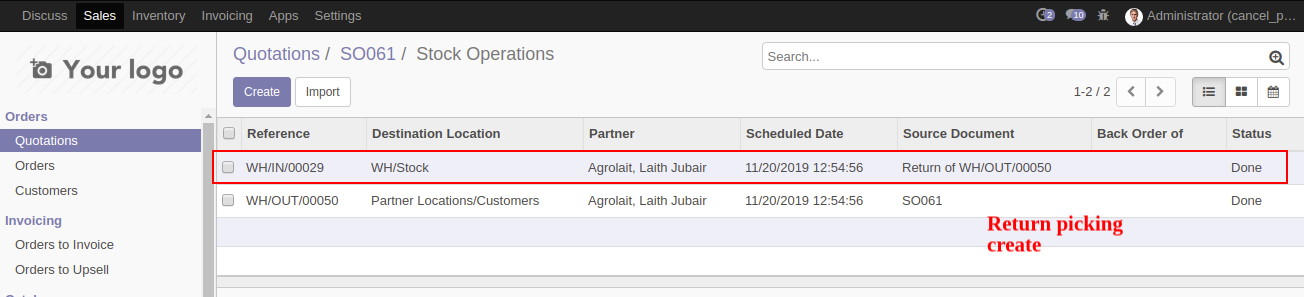 Discuss Sales Inventory Invoicing Apps Settings 2 10 Administrator (cancel_p...
Your logo
Quotations / SO061 / Stock Operations
Search...
Create Import
1-2 / 2
Orders
Quotations
Orders
Customers
Invoicing
Orders to Invoice
Orders to Upsell
Reference Destination Location Partner Scheduled Date Source Document Back Order of Status
WH/IN/00029 WH/Stock Agrolait, Laith Jubair 11/20/2019 12:54:56 Return of WH/OUT/00050 Done
WH/OUT/00050 Partner Locations/Customers Agrolait, Laith Jubair 11/20/2019 12:54:56 SO061 Done
Return picking
create